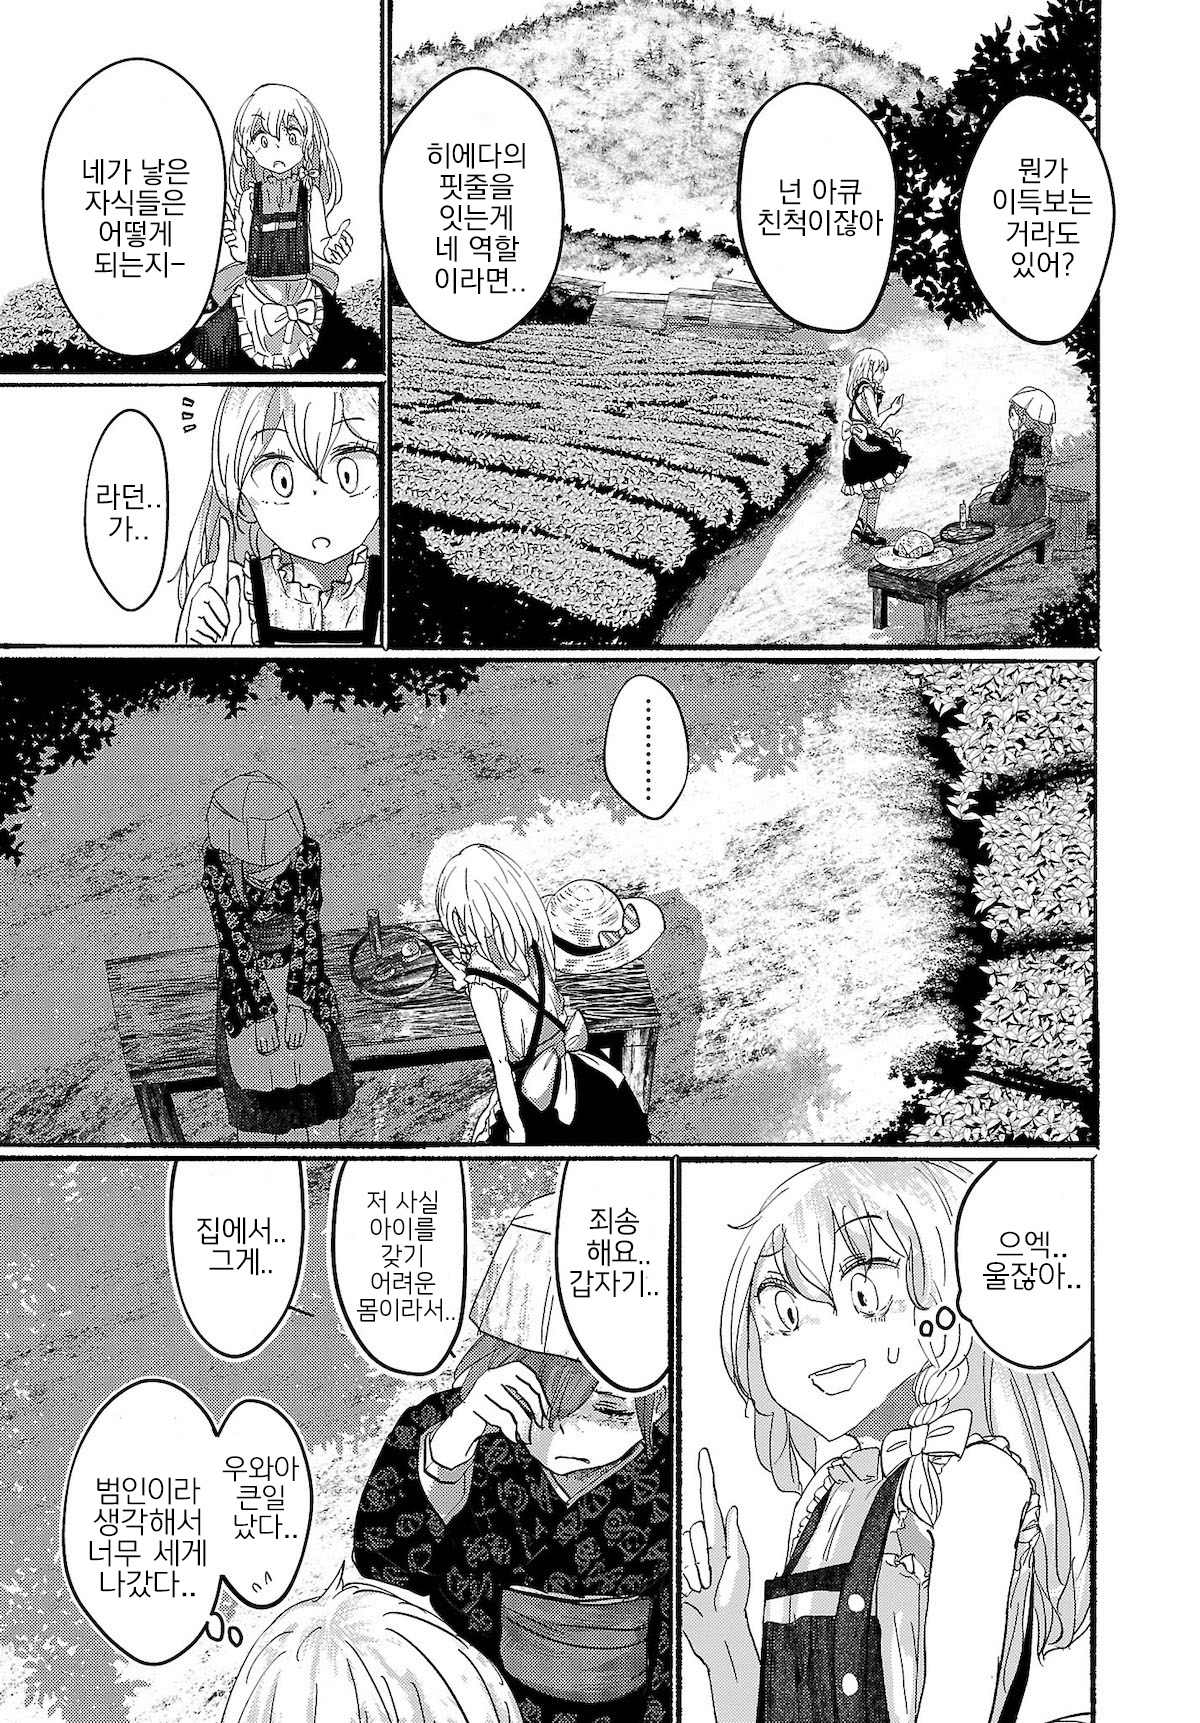 뭔가
이득보는
거라도
있어?
넌 아큐
친척이잖아
히에다의
핏줄을
잇는게
네 역할
이라면..
네가 낳은
자식들은
어떻게
되는지-
라던..
가..
.........
으엑..
울잖아..
죄송
해요..
갑자기..
저 사실
아이를
갖기
어려운
몸이라서..
집에서..
그게..
우와아
큰일
났다..
범인이라
생각해서
너무 세게
나갔다..